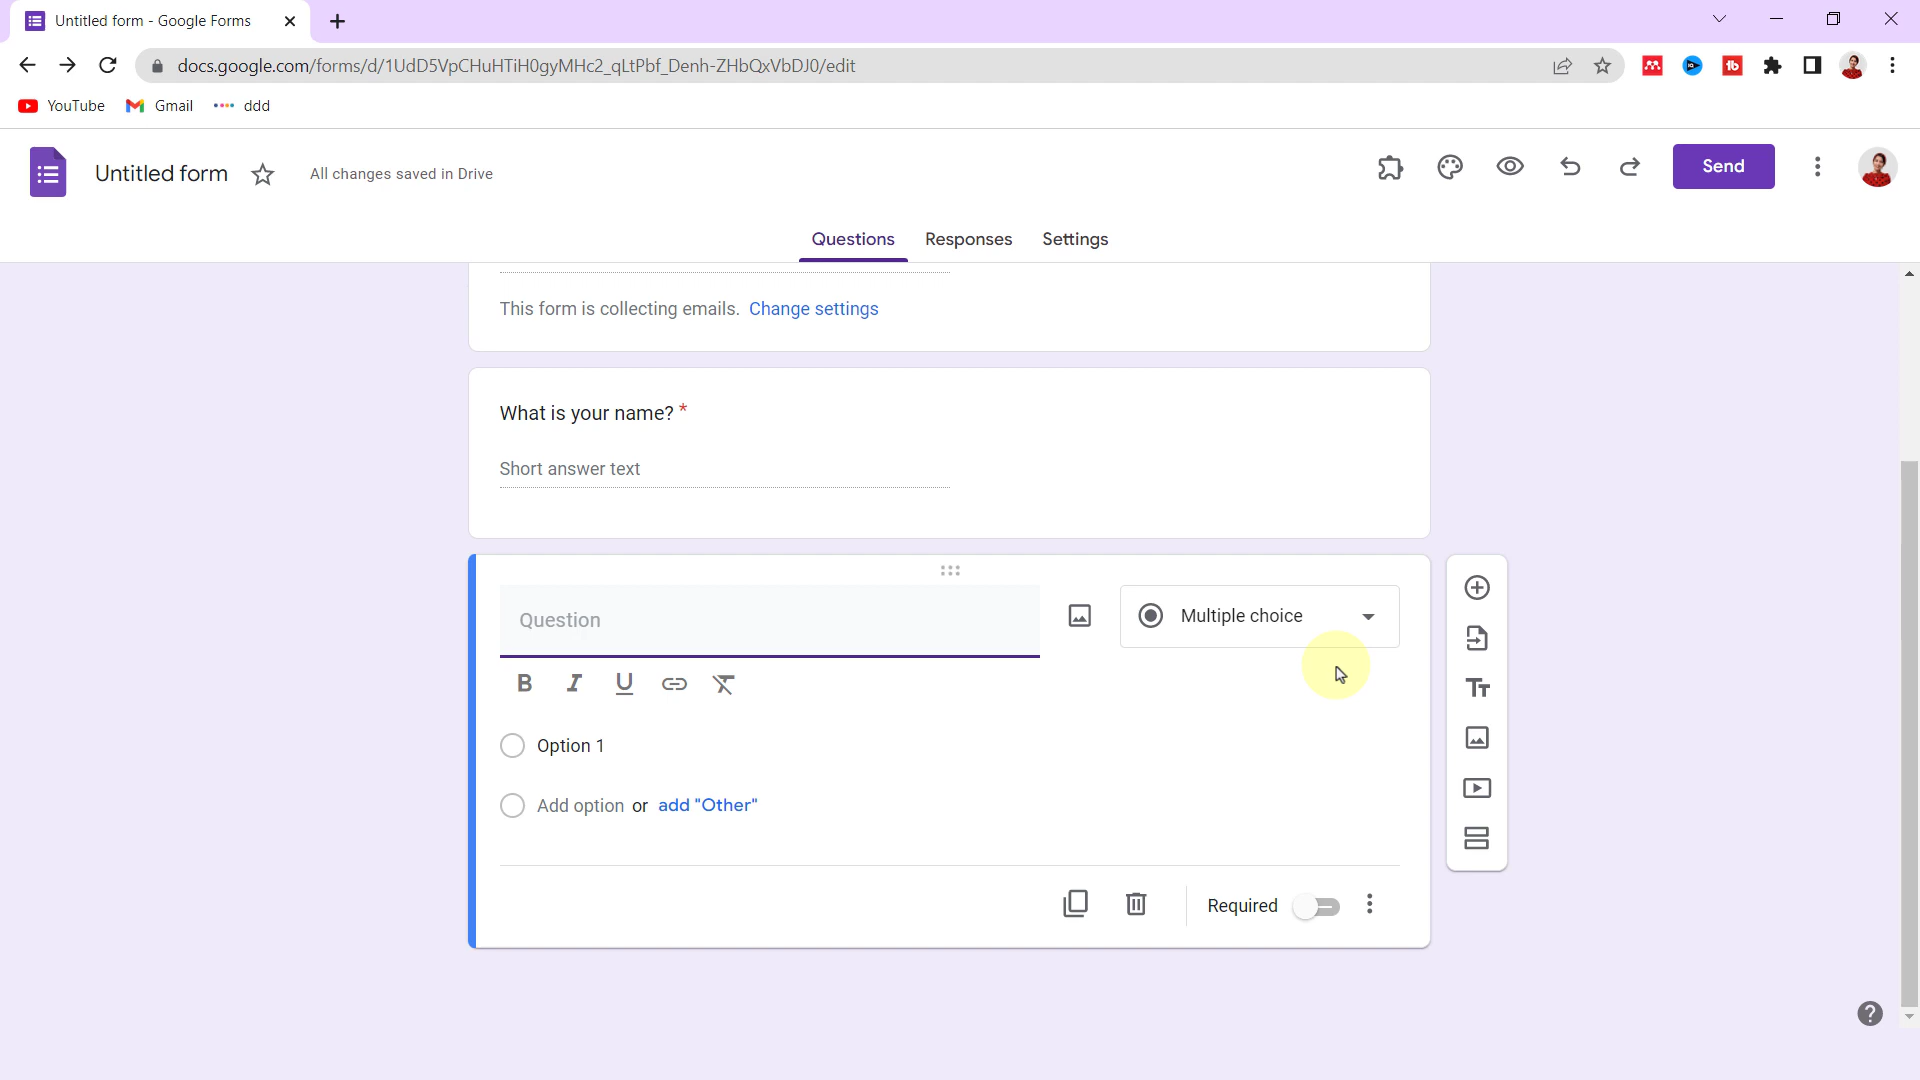 Untitled form - Google Forms
docs.google.com/forms/d/1UdD5VpCHuHTiH0gyMHc2_qLtPbf_Denh-ZHbQxVbDJ0/edit
YouTube Gmail ddd
Untitled form All changes saved in Drive Send
Questions Responses Settings
This form is collecting emails. Change settings
What is your name? *
Short answer text
Question Multiple choice
B I U
Option 1
Add option or add "Other"
Required